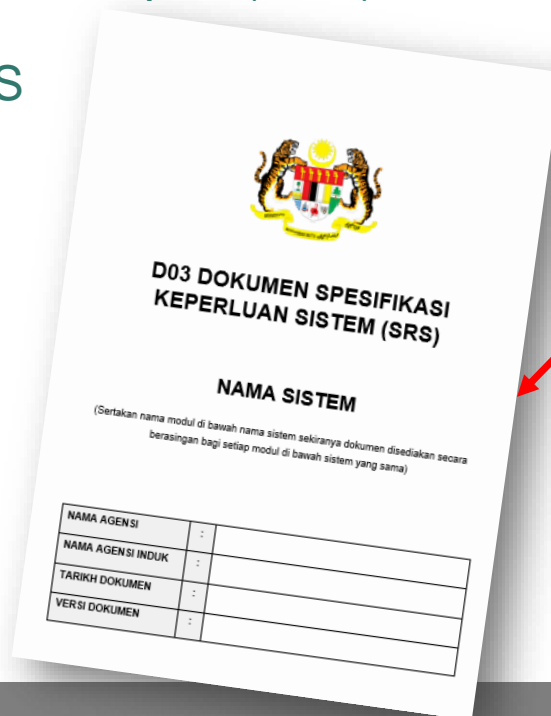 S
D03 DOKUMEN SPESIFIKASI
KEPERLUAN SISTEM (SRS)
NAMA SISTEM
(Sertakan nama modul di bawah nama sistem sekiranya dokumen disediakan secara
berasingan bagi setiap modul di bawah sistem yang sama)
NAMA AGENSI :
NAMA AGENSI INDUK :
TARIKH DOKUMEN :
VERSI DOKUMEN :